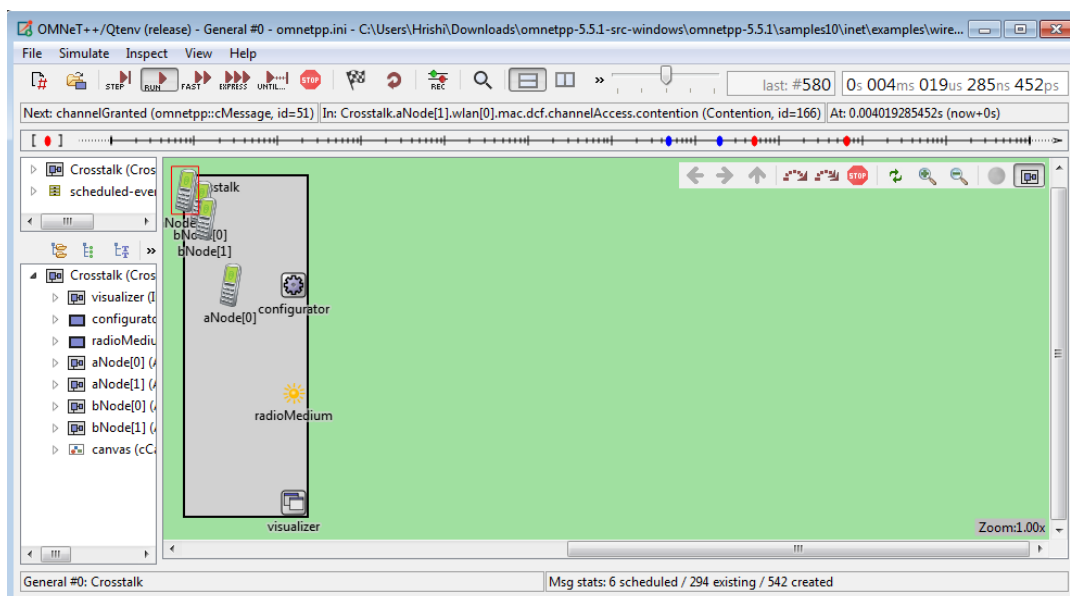 OMNeT++/Qtenv (release) - General #0 - omnetpp.ini - C:\Users\Hrishi\Downloads\omnetpp-5.5.1-src-windows\omnetpp-5.5.1\samples10\inet\examples\wire...
File Simulate Inspect View Help
STEP RUN FAST EXPRESS UNTIL... STOP REC » last: #580 0s 004ms 019us 285ns 452ps
Next: channelGranted (omnetpp::cMessage, id=51) In: Crosstalk.aNode[1].wlan[0].mac.dcf.channelAccess.contention (Contention, id=166) At: 0.004019285452s (now+0s)
Crosstalk (Cros
scheduled-eve
»
Crosstalk (Cros
visualizer (I
configurato
radioMediu
aNode[0] (A
aNode[1] (A
bNode[0] (A
bNode[1] (A
canvas (cCa
STOP
stalk
Node
bNo [0]
bNode[1]
aNode[0]
configurator
radioMedium
visualizer
Zoom:1.00x
General #0: Crosstalk
Msg stats: 6 scheduled / 294 existing / 542 created